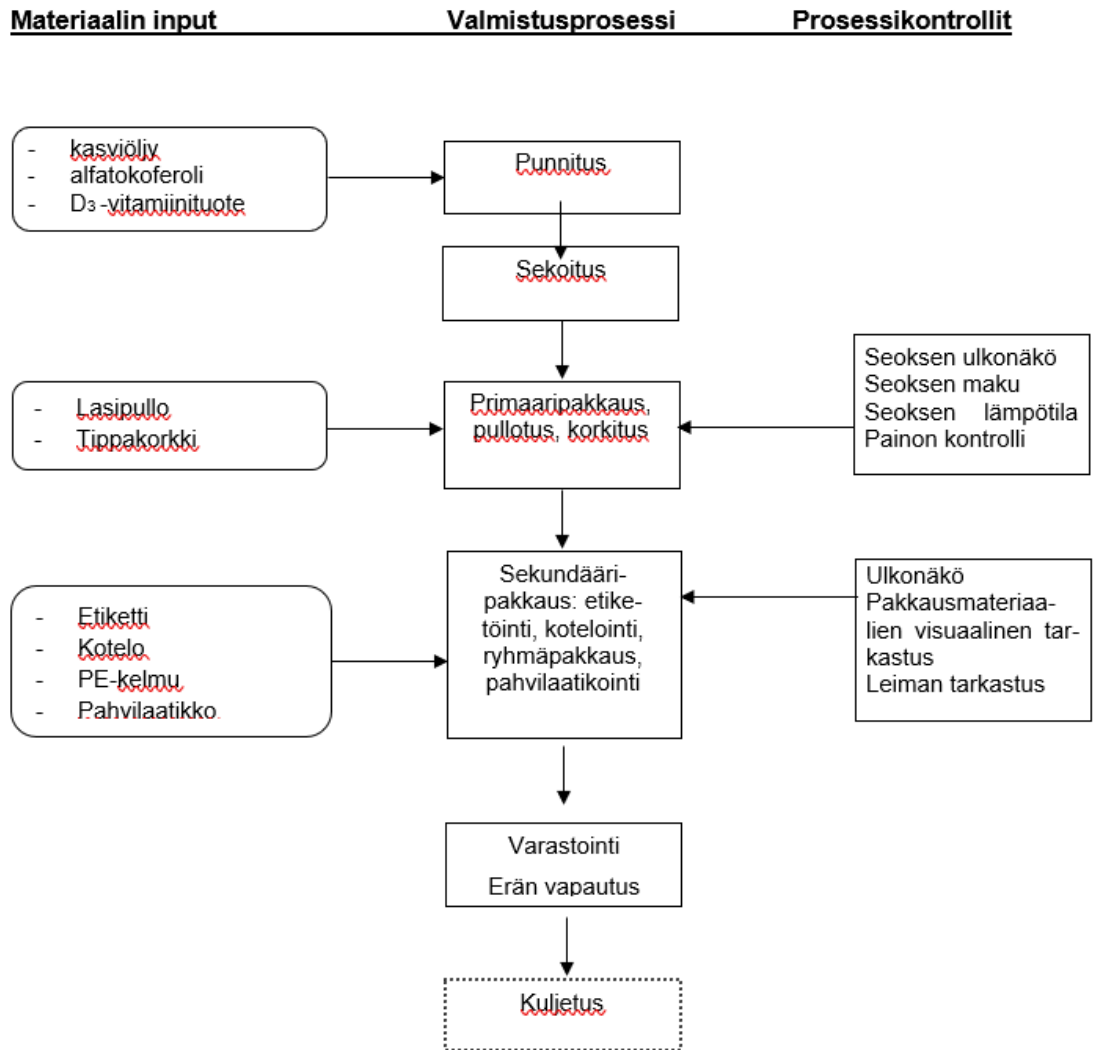 Materiaalin input
Valmistusprosessi
Prosessikontrollit
- kasviöljy
- alfatokoferoli
- D₃ -vitamiinituote
Punnitus
Sekoitus
- Lasipullo
- Tippakorkki
Primaaripakkaus,
pullotus, korkitus
Seoksen ulkonäkö
Seoksen maku
Seoksen lämpötila
Painon kontrolli
- Etiketti
- Kotelo
- PE-kelmu
- Pahvilaatikko
Sekundääri-
pakkaus: etike-
töinti, kotelointi,
ryhmäpakkaus,
pahvilaatikointi
Ulkonäkö
Pakkausmateriaa-
lien visuaalinen tar-
kastus
Leiman tarkastus
Varastointi
Erän vapautus
Kuljetus